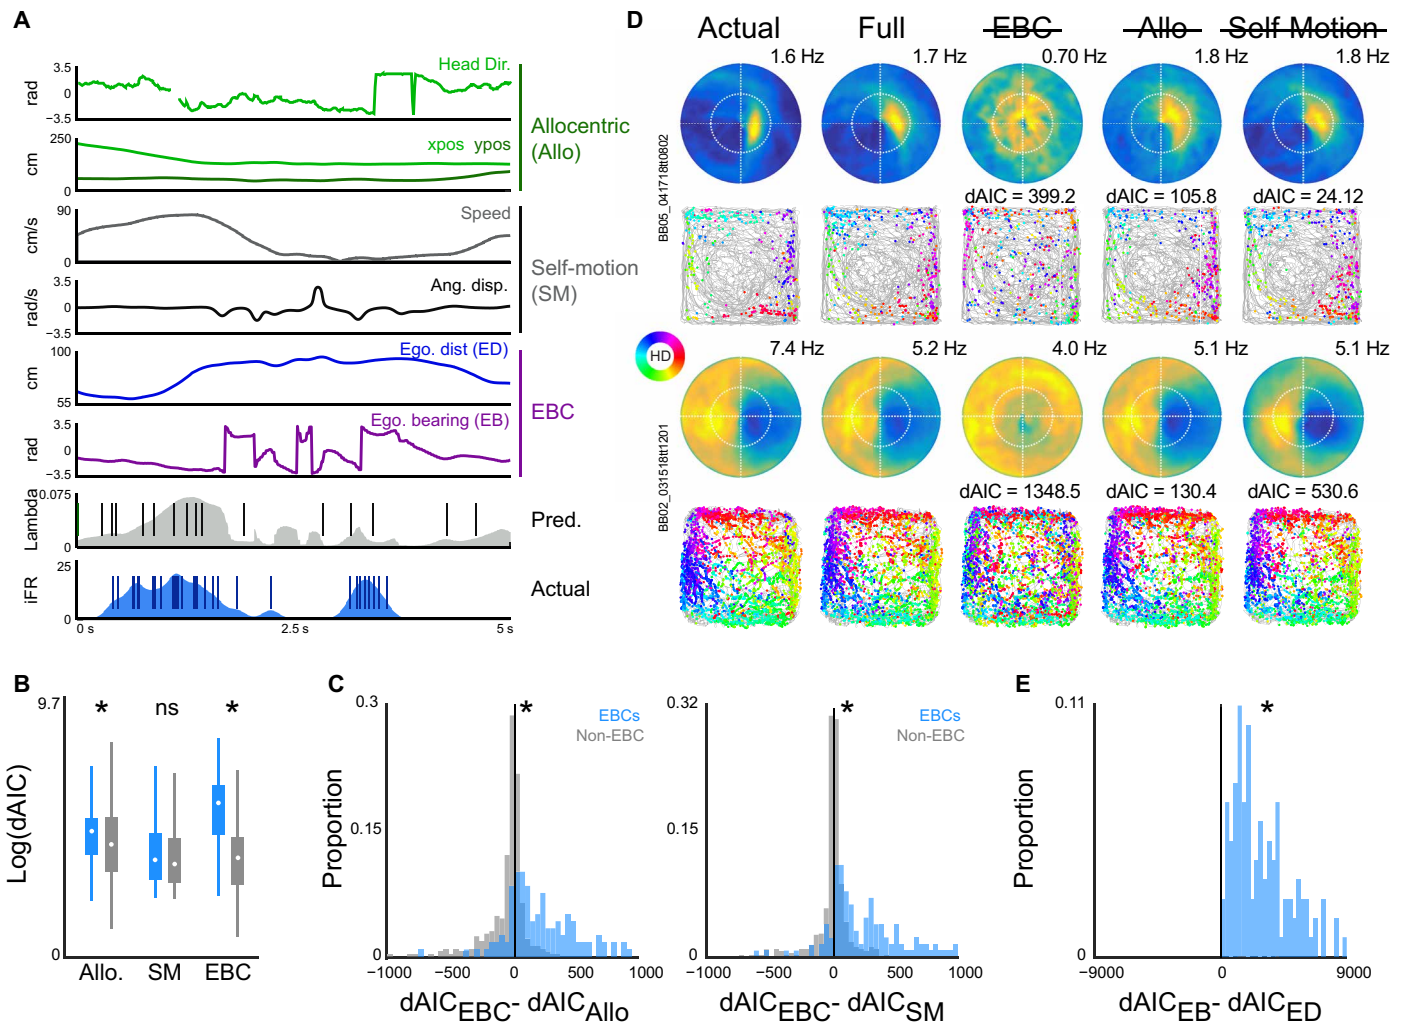 A
3.5
0
-3.5
rad
Head Dir.
250
0
cm
xpos ypos
Allocentric
(Allo)
90
0
cm/s
Speed
3.5
0
-3.5
rad/s
Ang. disp.
Self-motion
(SM)
100
55
cm
Ego. dist (ED)
3.5
0
-3.5
rad
Ego. bearing (EB)
EBC
0.075
0
Lambda
Pred.
25
0
iFR
Actual
0 s
2.5 s
5 s
D
Actual Full EBC Allo Self-Motion
1.6 Hz 1.7 Hz 0.70 Hz 1.8 Hz 1.8 Hz
BB05_041718tt0802
dAIC = 399.2 dAIC = 105.8 dAIC = 24.12
HD
7.4 Hz 5.2 Hz 4.0 Hz 5.1 Hz 5.1 Hz
BB02_031518tt1201
dAIC = 1348.5 dAIC = 130.4 dAIC = 530.6
B
9.7
0
Log(dAIC)
* ns *
Allo. SM EBC
C
0.3
0.15
0
Proportion
*
EBCs
Non-EBC
−1000 −500 0 500 1000
dAICEBC- dAICAllo
0.32
0.15
0
*
EBCs
Non-EBC
−1000 −500 0 500 1000
dAICEBC- dAICSM
E
0.11
0
Proportion
*
−9000 0 9000
dAICEB- dAICED